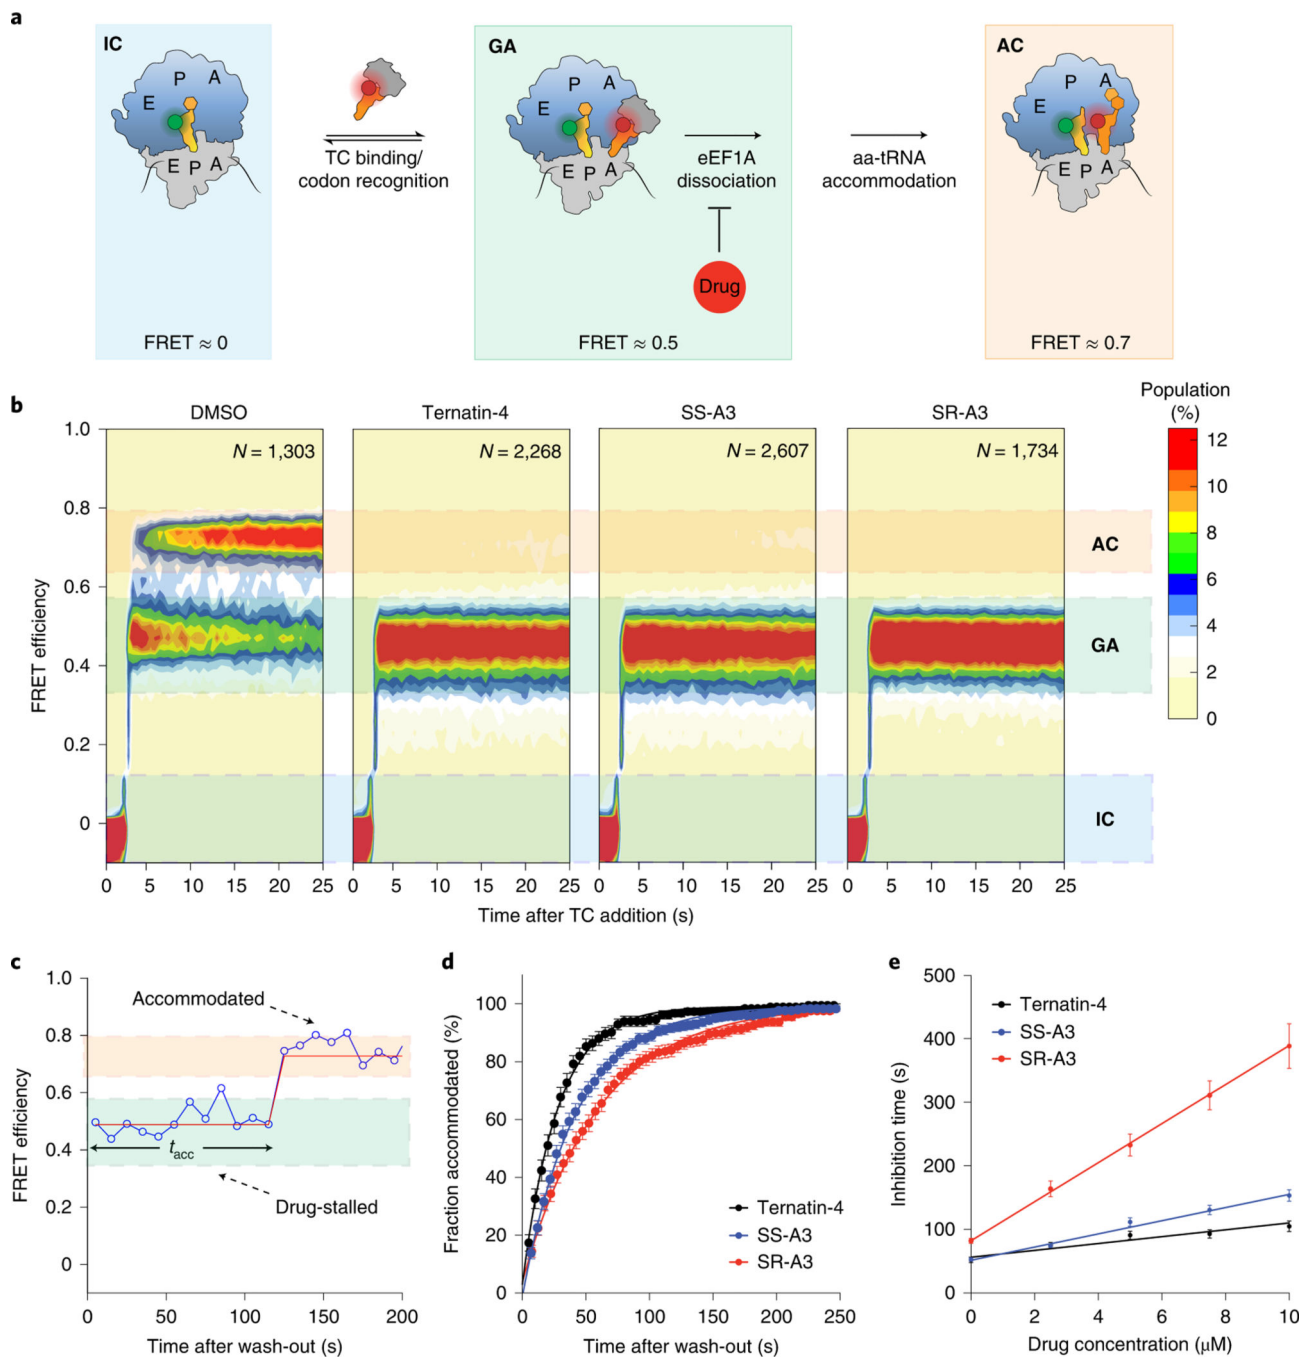 a
IC
GA
AC
P A
E
E P A
TC binding/
codon recognition
P A
E
E P A
eEF1A
dissociation
Drug
aa-tRNA
accommodation
P A
E
E P A
FRET ≈ 0
FRET ≈ 0.5
FRET ≈ 0.7
b
DMSO
Ternatin-4
SS-A3
SR-A3
Population
(%)
N = 1,303
N = 2,268
N = 2,607
N = 1,734
1.0
0.8
0.6
0.4
0.2
0
FRET efficiency
AC
GA
IC
12
10
8
6
4
2
0
0 5 10 15 20 25
0 5 10 15 20 25
0 5 10 15 20 25
0 5 10 15 20 25
Time after TC addition (s)
c
1.0
0.8
0.6
0.4
0.2
0
FRET efficiency
Accommodated
tacc
Drug-stalled
0 50 100 150 200
Time after wash-out (s)
d
100
80
60
40
20
0
Fraction accommodated (%)
Ternatin-4
SS-A3
SR-A3
0 50 100 150 200 250
Time after wash-out (s)
e
500
400
300
200
100
0
Inhibition time (s)
Ternatin-4
SS-A3
SR-A3
0 2 4 6 8 10
Drug concentration (μM)